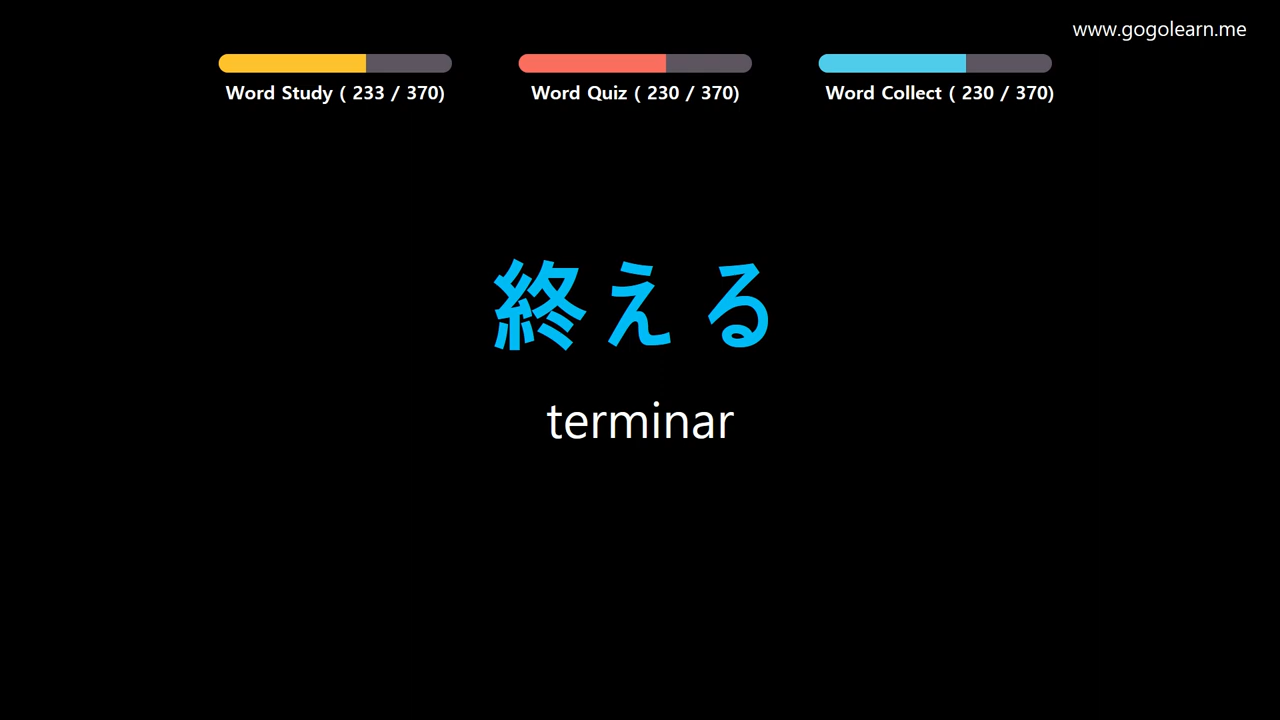 www.gogolearn.me
Word Study ( 233 / 370)
Word Quiz ( 230 / 370)
Word Collect ( 230 / 370)
終える
terminar